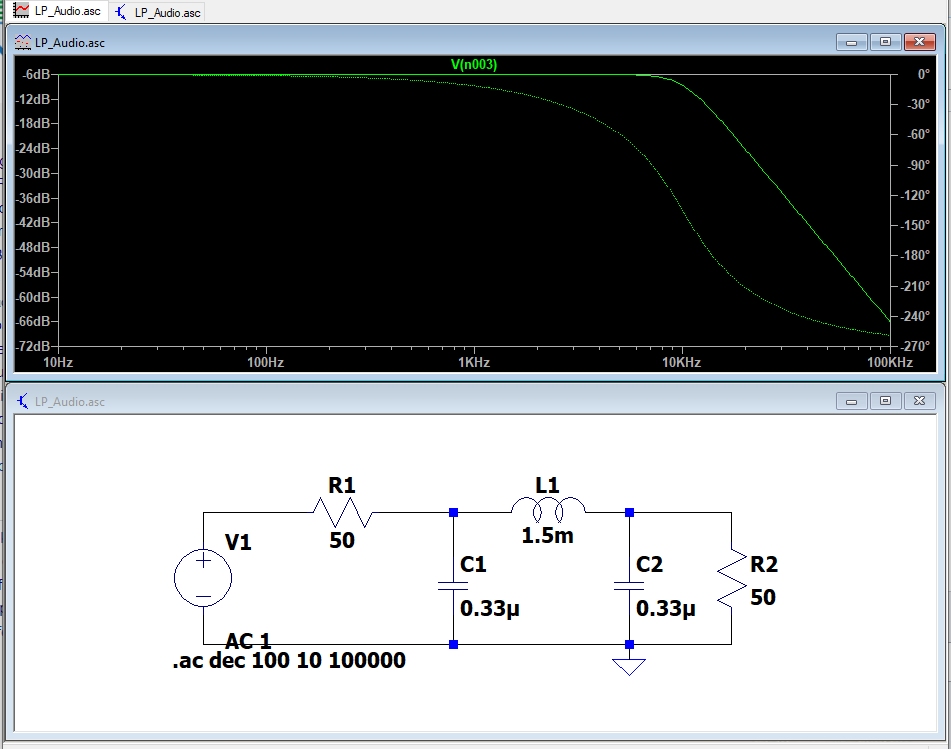 LP_Audio.asc LP_Audio.asc
LP_Audio.asc
V(n003)
-6dB 0°
-12dB -30°
-18dB -60°
-24dB -90°
-30dB -120°
-36dB -150°
-42dB -180°
-48dB -210°
-54dB -240°
-60dB -270°
-66dB
-72dB
10Hz 100Hz 1KHz 10KHz 100KHz
LP_Audio.asc
R1 L1
50 1.5m
V1 C1 C2 R2
0.33µ 0.33µ 50
AC 1
.ac dec 100 10 100000